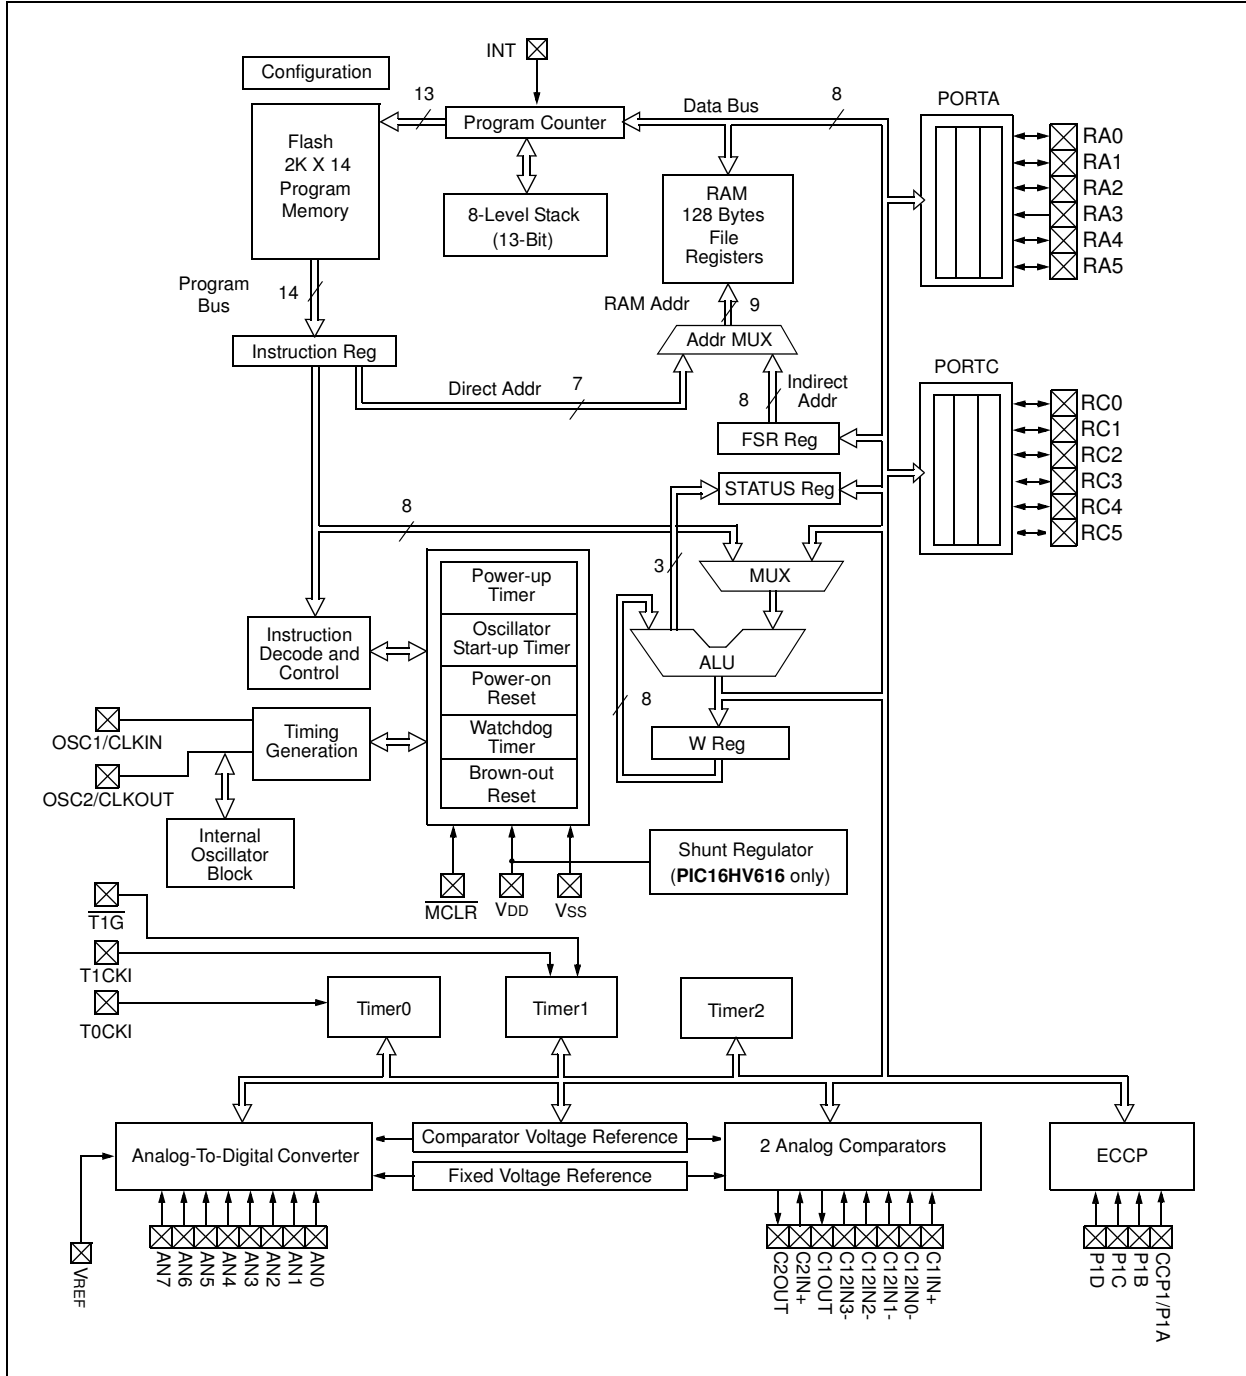 INT
Configuration
13
Data Bus
8
PORTA
Program Counter
Flash
2K X 14
Program
Memory
8-Level Stack
(13-Bit)
RAM
128 Bytes
File
Registers
RA0
RA1
RA2
RA3
RA4
RA5
Program
Bus
14
RAM Addr
9
Addr MUX
Instruction Reg
Direct Addr
7
8
Indirect
Addr
FSR Reg
PORTC
RC0
RC1
RC2
RC3
RC4
RC5
STATUS Reg
8
3
MUX
Power-up
Timer
Oscillator
Start-up Timer
Power-on
Reset
Watchdog
Timer
Brown-out
Reset
Instruction
Decode and
Control
ALU
8
W Reg
OSC1/CLKIN
Timing
Generation
OSC2/CLKOUT
Internal
Oscillator
Block
Shunt Regulator
(PIC16HV616 only)
MCLR
VDD
VSS
T1G
T1CKI
T0CKI
Timer0
Timer1
Timer2
Analog-To-Digital Converter
Comparator Voltage Reference
Fixed Voltage Reference
2 Analog Comparators
ECCP
VREF
AN7
AN6
AN5
AN4
AN3
AN2
AN1
AN0
C2OUT
C2IN+
C1OUT
C12IN3-
C12IN2-
C12IN1-
C12IN0-
C1IN+
P1D
P1C
P1B
CCP1/P1A